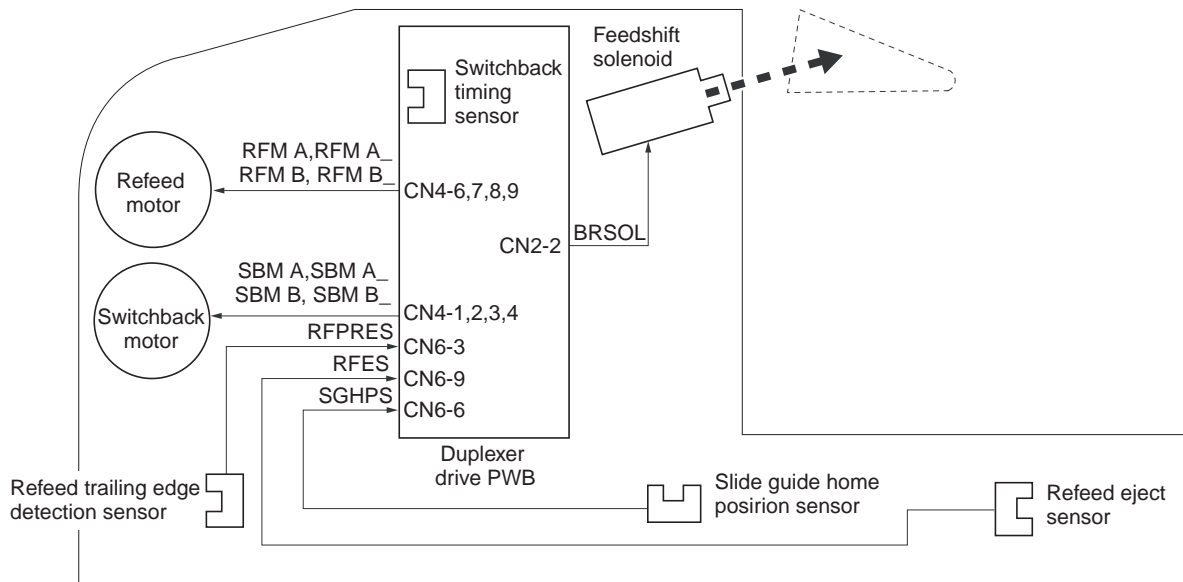 Feedshift
solenoid
Switchback
timing
sensor
RFM A,RFM A_
RFM B, RFM B_
Refeed
motor
CN4-6,7,8,9
CN2-2
BRSOL
SBM A,SBM A_
SBM B, SBM B_
Switchback
motor
CN4-1,2,3,4
RFPRES
CN6-3
RFES
CN6-9
SGHPS
CN6-6
Duplexer
drive PWB
Refeed trailing edge
detection sensor
Slide guide home
posirion sensor
Refeed eject
sensor